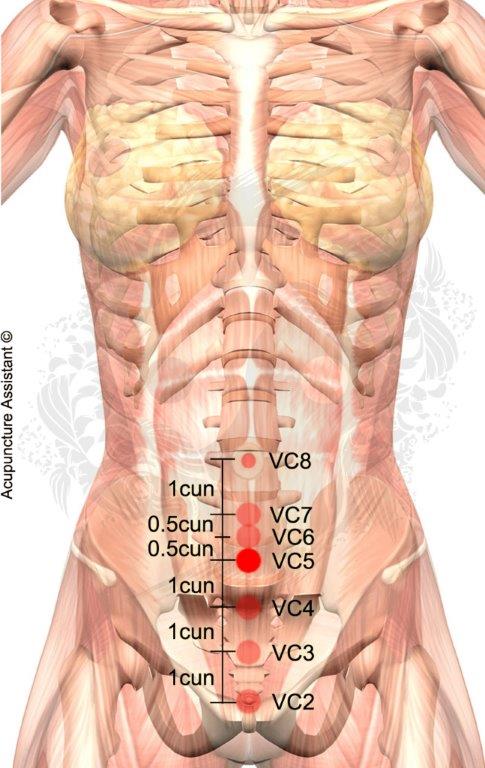 Acupuncture Assistant ©
VC8
1cun
VC7
0.5cun
VC6
0.5cun
VC5
1cun
VC4
1cun
VC3
1cun
VC2